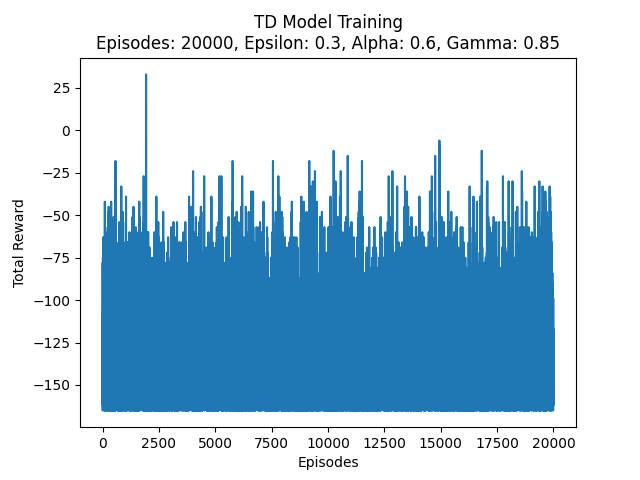 TD Model Training
Episodes: 20000, Epsilon: 0.3, Alpha: 0.6, Gamma: 0.85
25
0
−25
−50
−75
−100
−125
−150
Total Reward
0 2500 5000 7500 10000 12500 15000 17500 20000
Episodes